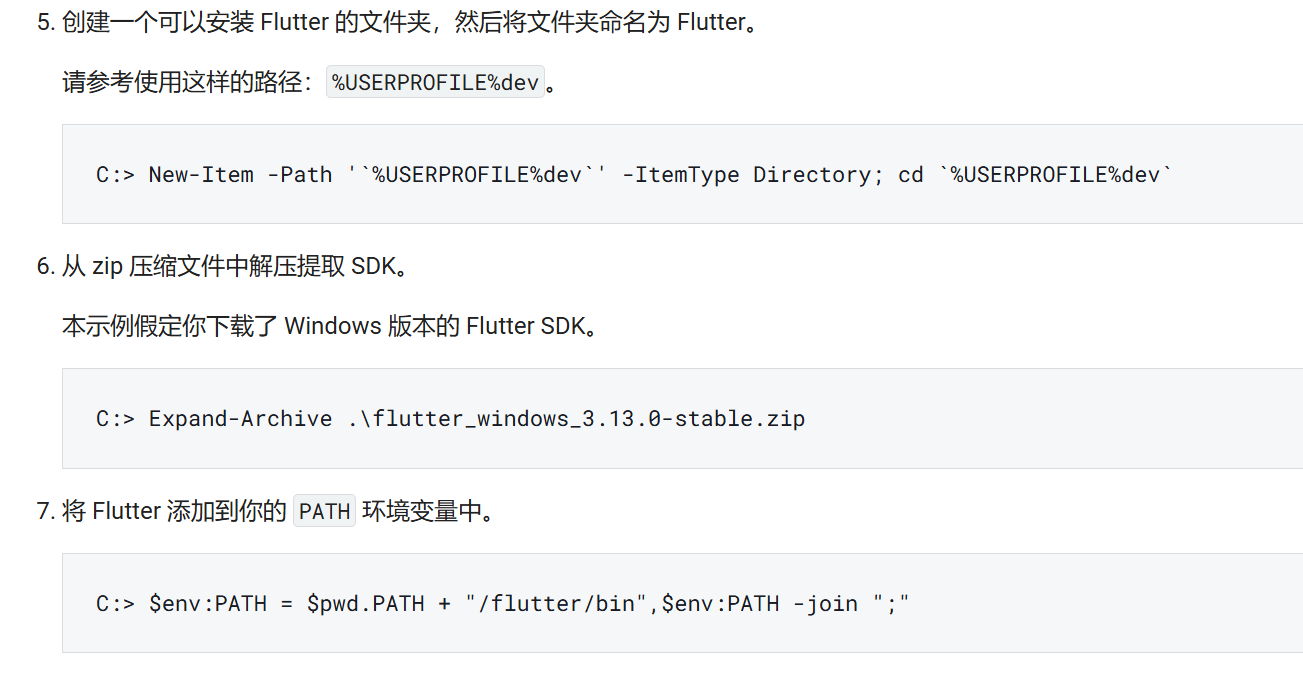 5. 创建一个可以安装 Flutter 的文件夹，然后将文件夹命名为 Flutter。
请参考使用这样的路径：%USERPROFILE%dev。
C:> New-Item -Path '`%USERPROFILE%dev`' -ItemType Directory; cd `%USERPROFILE%dev`
6. 从 zip 压缩文件中解压提取 SDK。
本示例假定你下载了 Windows 版本的 Flutter SDK。
C:> Expand-Archive .\flutter_windows_3.13.0-stable.zip
7. 将 Flutter 添加到你的 PATH 环境变量中。
C:> $env:PATH = $pwd.PATH + "/flutter/bin",$env:PATH -join ";"